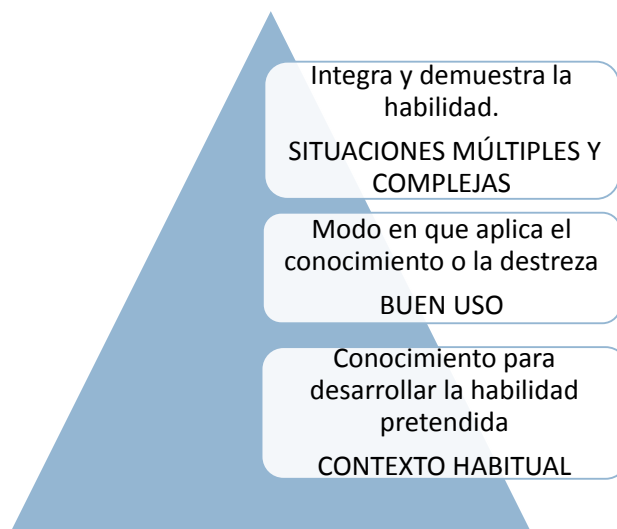 Integra y demuestra la
habilidad.
SITUACIONES MÚLTIPLES Y
COMPLEJAS
Modo en que aplica el
conocimiento o la destreza
BUEN USO
Conocimiento para
desarrollar la habilidad
pretendida
CONTEXTO HABITUAL